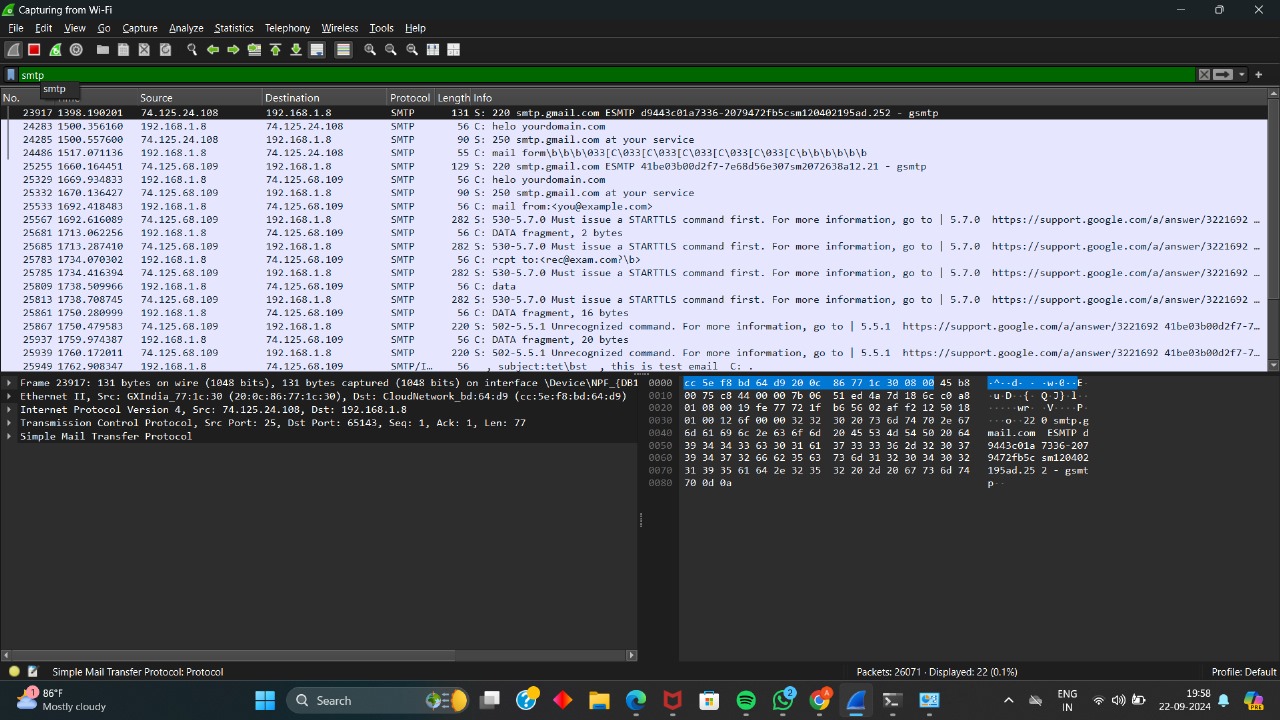 Capturing from Wi-Fi
File Edit View Go Capture Analyze Statistics Telephony Wireless Tools Help
smtp
smtp
No. Source Destination Protocol Length Info
23917 1398.190201 74.125.24.108 192.168.1.8 SMTP 131 S: 220 smtp.gmail.com ESMTP d9443c01a7336-2079472fb5csm120402195ad.252 - gsmtp
24283 1500.356160 192.168.1.8 74.125.24.108 SMTP 56 C: helo yourdomain.com
24285 1500.557600 74.125.24.108 192.168.1.8 SMTP 90 S: 250 smtp.gmail.com at your service
24486 1517.071136 192.168.1.8 74.125.24.108 SMTP 55 C: mail form\b\b\b\033[C\033[C\033[C\033[C\033[C\033[C\b\b\b\b\b\b
25255 1660.164451 74.125.68.109 192.168.1.8 SMTP 129 S: 220 smtp.gmail.com ESMTP 41be03b00d2f7-7e68d56e307sm2072638a12.21 - gsmtp
25329 1669.934833 192.168.1.8 74.125.68.109 SMTP 56 C: helo yourdomain.com
25332 1670.136427 74.125.68.109 192.168.1.8 SMTP 90 S: 250 smtp.gmail.com at your service
25533 1692.418483 192.168.1.8 74.125.68.109 SMTP 56 C: mail from:<you@example.com>
25567 1692.616089 74.125.68.109 192.168.1.8 SMTP 282 S: 530-5.7.0 Must issue a STARTTLS command first. For more information, go to | 5.7.0 https://support.google.com/a/answer/3221692 …
25681 1713.062256 192.168.1.8 74.125.68.109 SMTP 56 C: DATA fragment, 2 bytes
25685 1713.287410 74.125.68.109 192.168.1.8 SMTP 282 S: 530-5.7.0 Must issue a STARTTLS command first. For more information, go to | 5.7.0 https://support.google.com/a/answer/3221692 …
25783 1734.070302 192.168.1.8 74.125.68.109 SMTP 56 C: rcpt to:<rec@exam.com?\b>
25785 1734.416394 74.125.68.109 192.168.1.8 SMTP 282 S: 530-5.7.0 Must issue a STARTTLS command first. For more information, go to | 5.7.0 https://support.google.com/a/answer/3221692 …
25809 1738.509966 192.168.1.8 74.125.68.109 SMTP 56 C: data
25813 1738.708745 74.125.68.109 192.168.1.8 SMTP 282 S: 530-5.7.0 Must issue a STARTTLS command first. For more information, go to | 5.7.0 https://support.google.com/a/answer/3221692 …
25861 1750.280999 192.168.1.8 74.125.68.109 SMTP 56 C: DATA fragment, 16 bytes
25867 1750.479583 74.125.68.109 192.168.1.8 SMTP 220 S: 502-5.5.1 Unrecognized command. For more information, go to | 5.5.1 https://support.google.com/a/answer/3221692 41be03b00d2f7-7…
25937 1759.974387 192.168.1.8 74.125.68.109 SMTP 56 C: DATA fragment, 20 bytes
25939 1760.172011 74.125.68.109 192.168.1.8 SMTP 220 S: 502-5.5.1 Unrecognized command. For more information, go to | 5.5.1 https://support.google.com/a/answer/3221692 41be03b00d2f7-7…
25949 1762.908347 192.168.1.8 74.125.68.109 SMTP/I… 56 , subject:tet\bst , this is test email C: .
Frame 23917: 131 bytes on wire (1048 bits), 131 bytes captured (1048 bits) on interface \Device\NPF_{DB1
Ethernet II, Src: GXIndia_77:1c:30 (20:0c:86:77:1c:30), Dst: CloudNetwork_bd:64:d9 (cc:5e:f8:bd:64:d9)
Internet Protocol Version 4, Src: 74.125.24.108, Dst: 192.168.1.8
Transmission Control Protocol, Src Port: 25, Dst Port: 65143, Seq: 1, Ack: 1, Len: 77
Simple Mail Transfer Protocol
0000 cc 5e f8 bd 64 d9 20 0c 86 77 1c 30 08 00 45 b8 ·^··d· · ·w·0··E·
0010 00 75 c8 44 00 00 7b 06 51 ed 4a 7d 18 6c c0 a8 ·u·D··{· Q·J}·l··
0020 01 08 00 19 fe 77 72 1f b6 56 02 af f2 12 50 18 ·····wr· ·V····P·
0030 01 00 12 6f 00 00 32 32 30 20 73 6d 74 70 2e 67 ···o··22 0 smtp.g
0040 6d 61 69 6c 2e 63 6f 6d 20 45 53 4d 54 50 20 64 mail.com ESMTP d
0050 39 34 34 33 63 30 31 61 37 33 33 36 2d 32 30 37 9443c01a 7336-207
0060 39 34 37 32 66 62 35 63 73 6d 31 32 30 34 30 32 9472fb5c sm120402
0070 31 39 35 61 64 2e 32 35 32 20 2d 20 67 73 6d 74 195ad.25 2 - gsmt
0080 70 0d 0a p··
Simple Mail Transfer Protocol: Protocol
Packets: 26071 · Displayed: 22 (0.1%)
Profile: Default
1
86°F
Mostly cloudy
Search
2
ENG
IN
19:58
22-09-2024